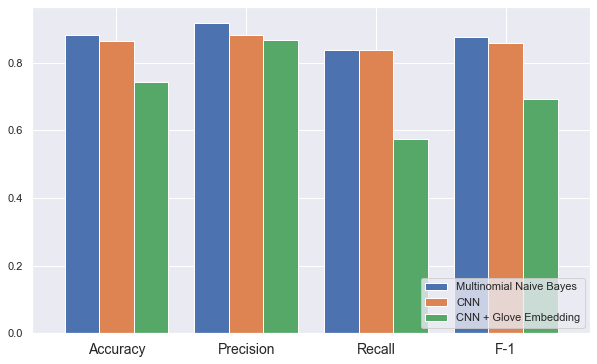 0.8
0.6
0.4
0.2
0.0
Accuracy
Precision
Recall
F-1
Multinomial Naive Bayes
CNN
CNN + Glove Embedding